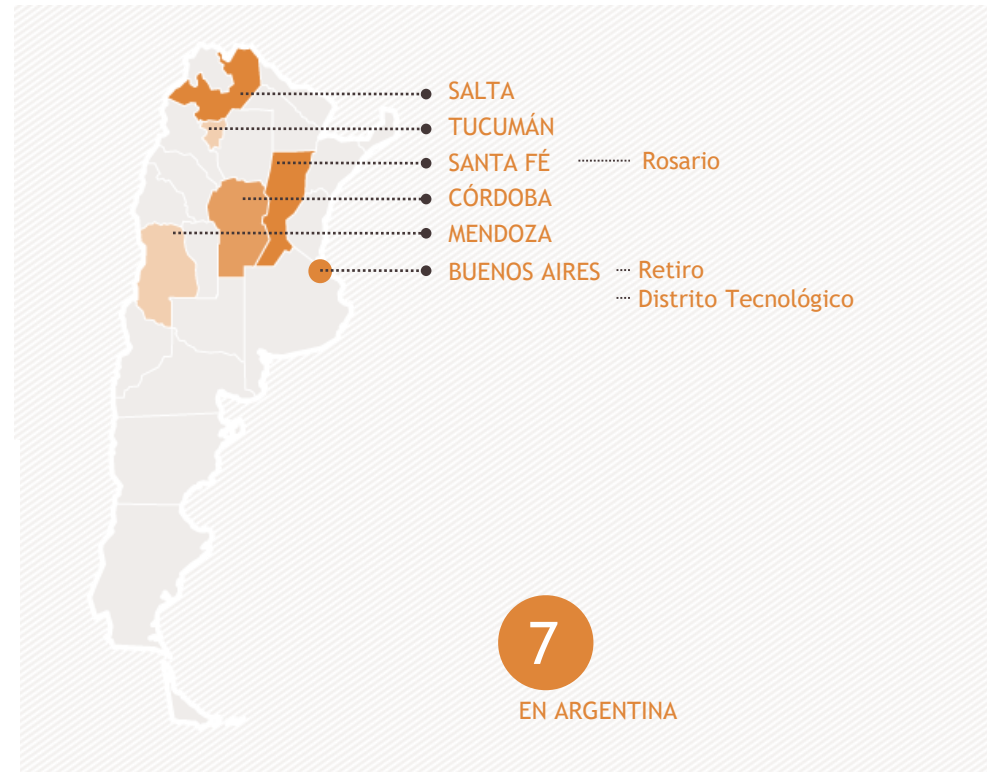 SALTA
TUCUMÁN
SANTA FÉ Rosario
CÓRDOBA
MENDOZA
BUENOS AIRES Retiro
Distrito Tecnológico
7
EN ARGENTINA